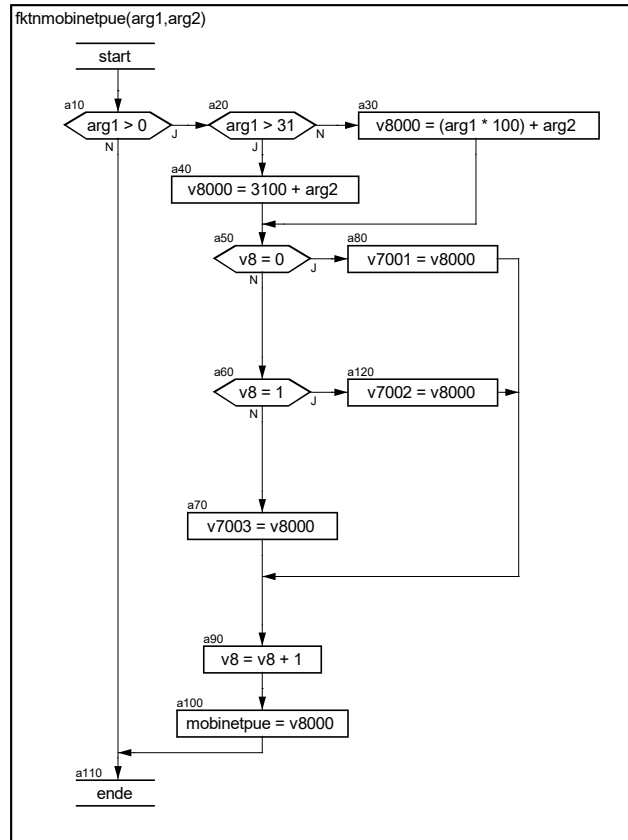 fktnmobinetpue(arg1,arg2)
start
a10
arg1 > 0
J
N
a20
arg1 > 31
N
J
a30
v8000 = (arg1 * 100) + arg2
a40
v8000 = 3100 + arg2
a50
v8 = 0
J
N
a80
v7001 = v8000
a60
v8 = 1
J
N
a120
v7002 = v8000
a70
v7003 = v8000
a90
v8 = v8 + 1
a100
mobinetpue = v8000
a110
ende